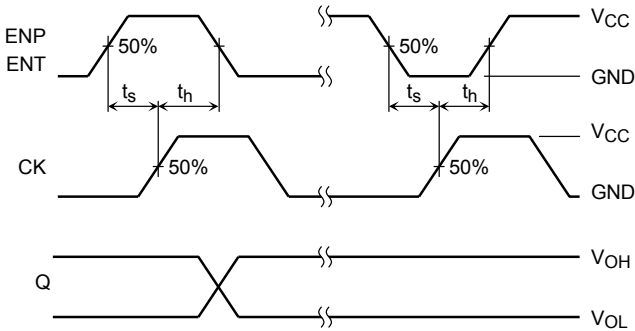 ENP
ENT
50%
50%
VCC
GND
ts
th
ts
th
CK
50%
50%
VCC
GND
Q
VOH
VOL